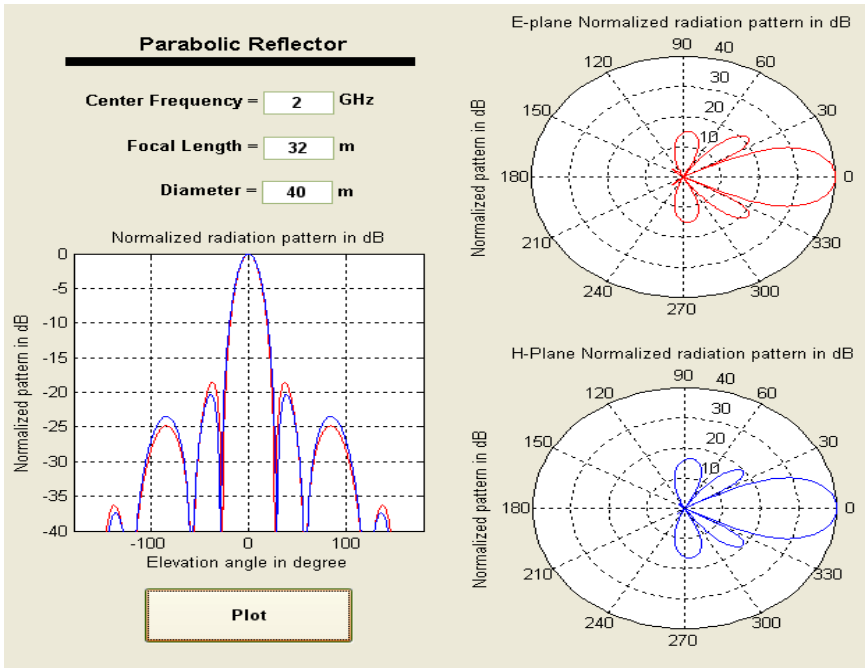 Parabolic Reflector
Center Frequency = 2 GHz
Focal Length = 32 m
Diameter = 40 m
Normalized radiation pattern in dB
Normalized pattern in dB
0
-5
-10
-15
-20
-25
-30
-35
-40
-100 0 100
Elevation angle in degree
Plot
E-plane Normalized radiation pattern in dB
Normalized pattern in dB
90 40
120 60
30
150 20 30
10
180 0
210 330
240 300
270
H-Plane Normalized radiation pattern in dB
Normalized pattern in dB
90 40
120 60
30
150 20 30
10
180 0
210 330
240 300
270